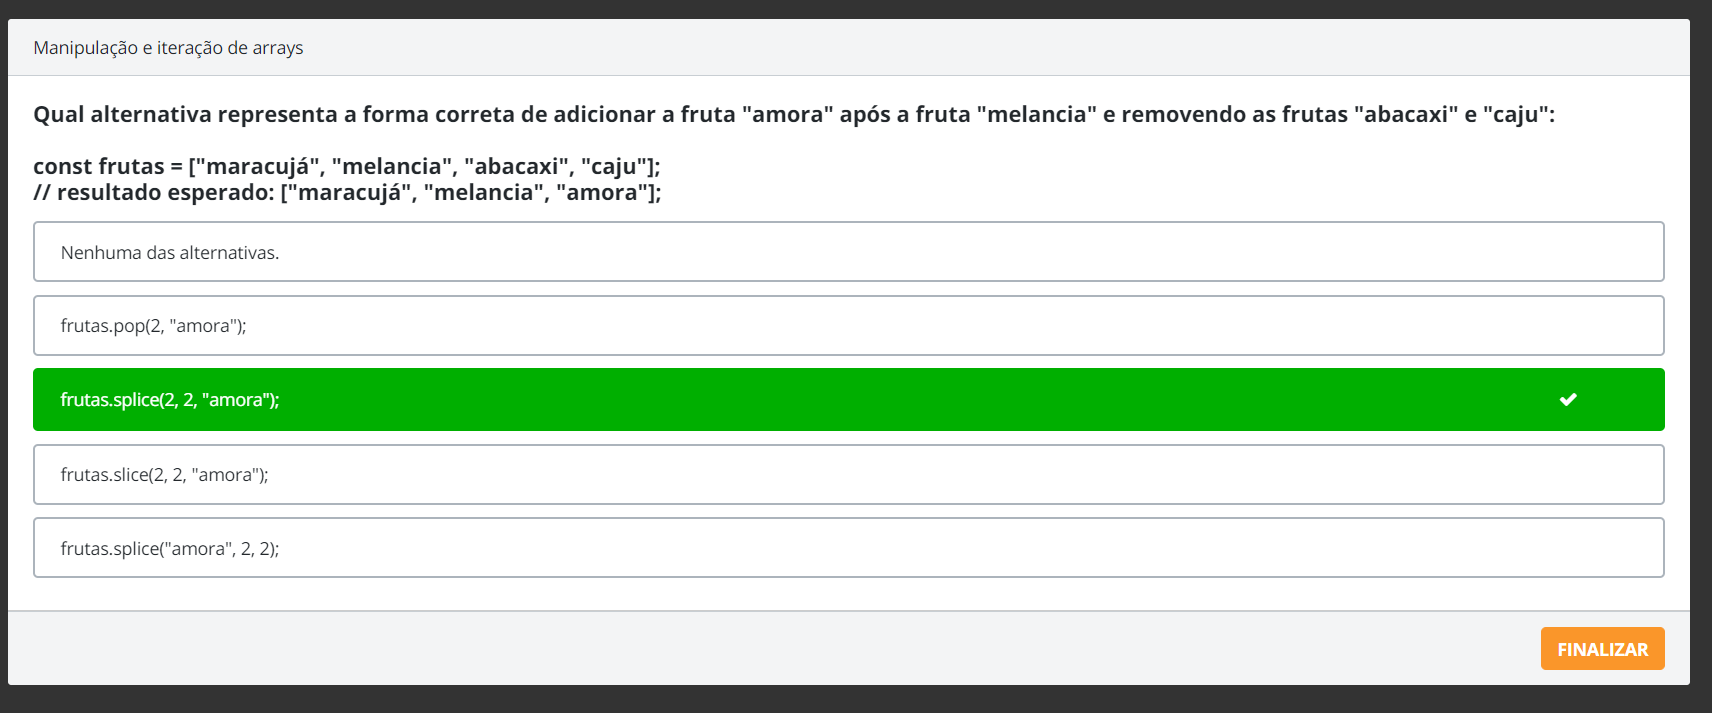 Manipulação e iteração de arrays
Qual alternativa representa a forma correta de adicionar a fruta "amora" após a fruta "melancia" e removendo as frutas "abacaxi" e "caju":
const frutas = ["maracujá", "melancia", "abacaxi", "caju"];
// resultado esperado: ["maracujá", "melancia", "amora"];
Nenhuma das alternativas.
frutas.pop(2, "amora");
frutas.splice(2, 2, "amora");
frutas.slice(2, 2, "amora");
frutas.splice("amora", 2, 2);
FINALIZAR